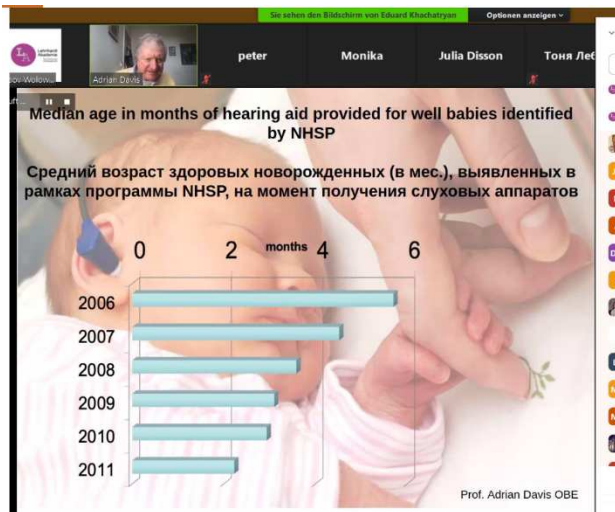 Sie sehen den Bildschirm von Eduard Khachatryan
Optionen anzeigen
Adrian Davis
peter
Monika
Julia Disson
Тоня Леб
Median age in months of hearing aid provided for well babies identified
by NHSP
Средний возраст здоровых новорожденных (в мес.), выявленных в
рамках программы NHSP, на момент получения слуховых аппаратов
0 2 months 4 6
2006
2007
2008
2009
2010
2011
Prof. Adrian Davis OBE